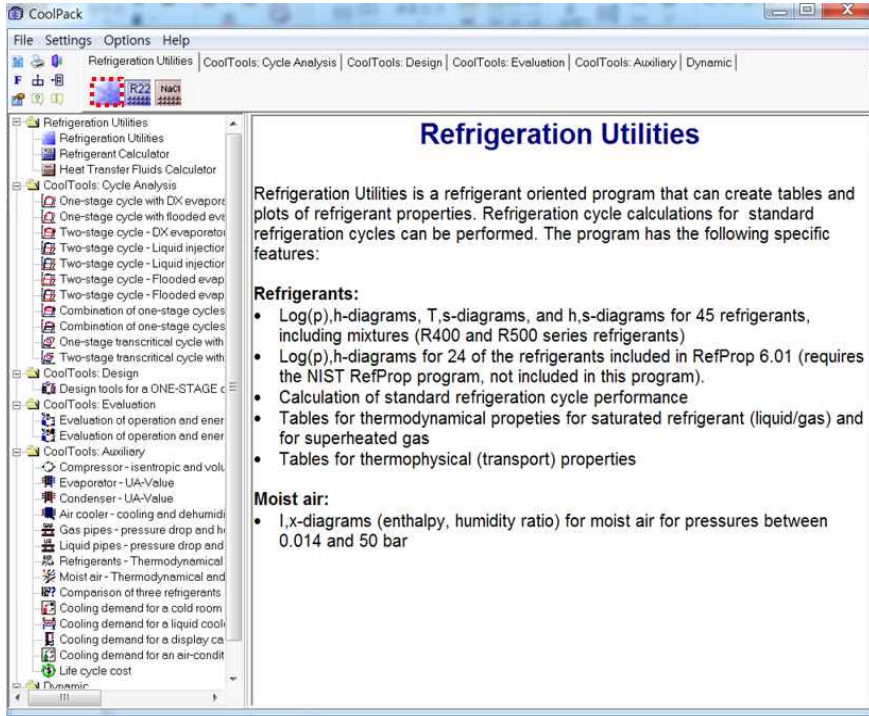 CoolPack
File Settings Options Help
Refrigeration Utilities | CoolTools: Cycle Analysis | CoolTools: Design | CoolTools: Evaluation | CoolTools: Auxiliary | Dynamic |
F
R22 NaCl
Refrigeration Utilities
Refrigeration Utilities
Refrigerant Calculator
Heat Transfer Fluids Calculator
CoolTools: Cycle Analysis
One-stage cycle with DX evapora
One-stage cycle with flooded eva
Two-stage cycle - DX evaporator
Two-stage cycle - Liquid injection
Two-stage cycle - Liquid injection
Two-stage cycle - Flooded evap
Two-stage cycle - Flooded evap
Combination of one-stage cycles
Combination of one-stage cycles
One-stage transcritical cycle with
Two-stage transcritical cycle with
CoolTools: Design
Design tools for a ONE-STAGE c
CoolTools: Evaluation
Evaluation of operation and ener
Evaluation of operation and ener
CoolTools: Auxiliary
Compressor - isentropic and volu
Evaporator - UA-Value
Condenser - UA-Value
Air cooler - cooling and dehumidi
Gas pipes - pressure drop and he
Liquid pipes - pressure drop and
Refrigerants - Thermodynamical
Moist air - Thermodynamical and
Comparison of three refrigerants
Cooling demand for a cold room
Cooling demand for a liquid coole
Cooling demand for a display ca
Cooling demand for an air-condit
Life cycle cost
Dynamic
Refrigeration Utilities
Refrigeration Utilities is a refrigerant oriented program that can create tables and
plots of refrigerant properties. Refrigeration cycle calculations for standard
refrigeration cycles can be performed. The program has the following specific
features:
Refrigerants:
• Log(p),h-diagrams, T,s-diagrams, and h,s-diagrams for 45 refrigerants,
including mixtures (R400 and R500 series refrigerants)
• Log(p),h-diagrams for 24 of the refrigerants included in RefProp 6.01 (requires
the NIST RefProp program, not included in this program).
• Calculation of standard refrigeration cycle performance
• Tables for thermodynamical propeties for saturated refrigerant (liquid/gas) and
for superheated gas
• Tables for thermophysical (transport) properties
Moist air:
• I,x-diagrams (enthalpy, humidity ratio) for moist air for pressures between
0.014 and 50 bar